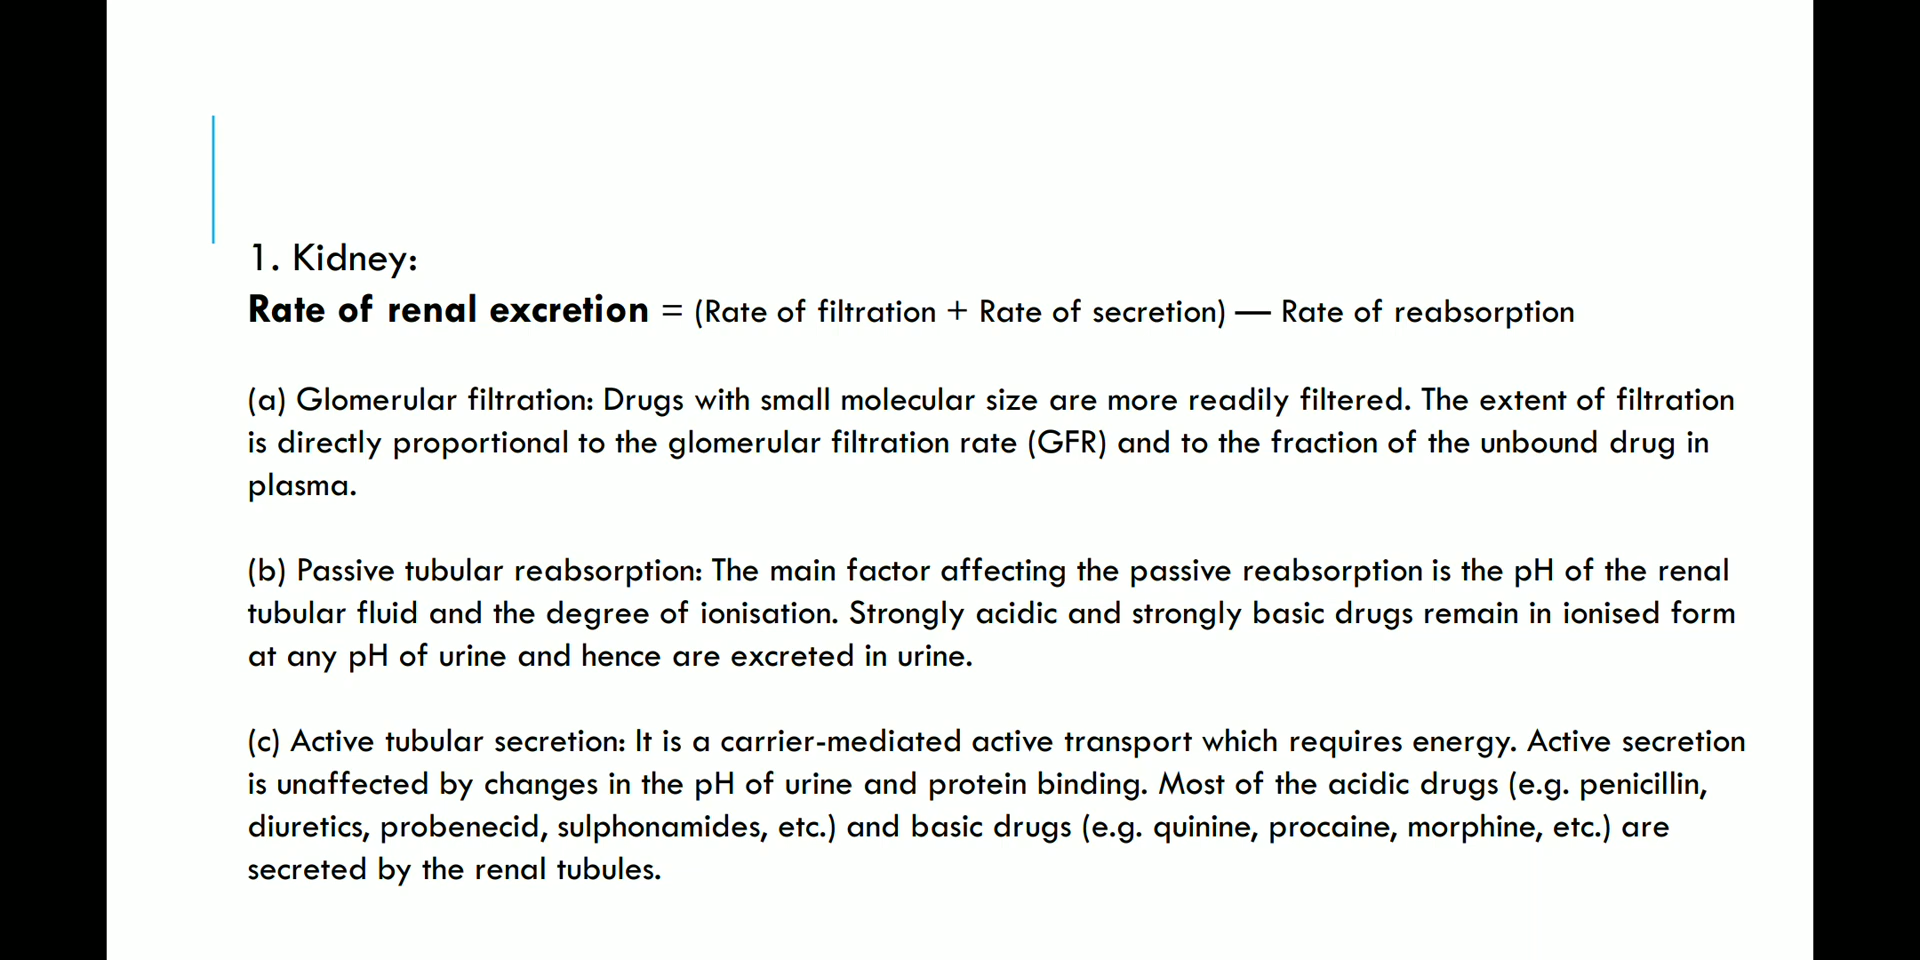 1. Kidney:
Rate of renal excretion = (Rate of filtration + Rate of secretion) — Rate of reabsorption
(a) Glomerular filtration: Drugs with small molecular size are more readily filtered. The extent of filtration
is directly proportional to the glomerular filtration rate (GFR) and to the fraction of the unbound drug in
plasma.
(b) Passive tubular reabsorption: The main factor affecting the passive reabsorption is the pH of the renal
tubular fluid and the degree of ionisation. Strongly acidic and strongly basic drugs remain in ionised form
at any pH of urine and hence are excreted in urine.
(c) Active tubular secretion: It is a carrier-mediated active transport which requires energy. Active secretion
is unaffected by changes in the pH of urine and protein binding. Most of the acidic drugs (e.g. penicillin,
diuretics, probenecid, sulphonamides, etc.) and basic drugs (e.g. quinine, procaine, morphine, etc.) are
secreted by the renal tubules.